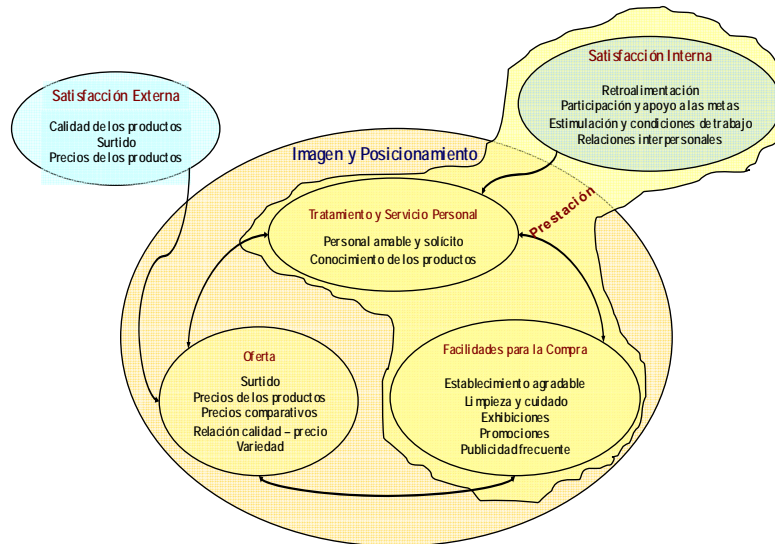 Satisfacción Interna
Retroalimentación
Participación y apoyo a las metas
Estimulación y condiciones de trabajo
Relaciones interpersonales
Satisfacción Externa
Calidad de los productos
Surtido
Precios de los productos
Imagen y Posicionamiento
Prestación
Tratamiento y Servicio Personal
Personal amable y solícito
Conocimiento de los productos
Oferta
Surtido
Precios de los productos
Precios comparativos
Relación calidad – precio
Variedad
Facilidades para la Compra
Establecimiento agradable
Limpieza y cuidado
Exhibiciones
Promociones
Publicidad frecuente